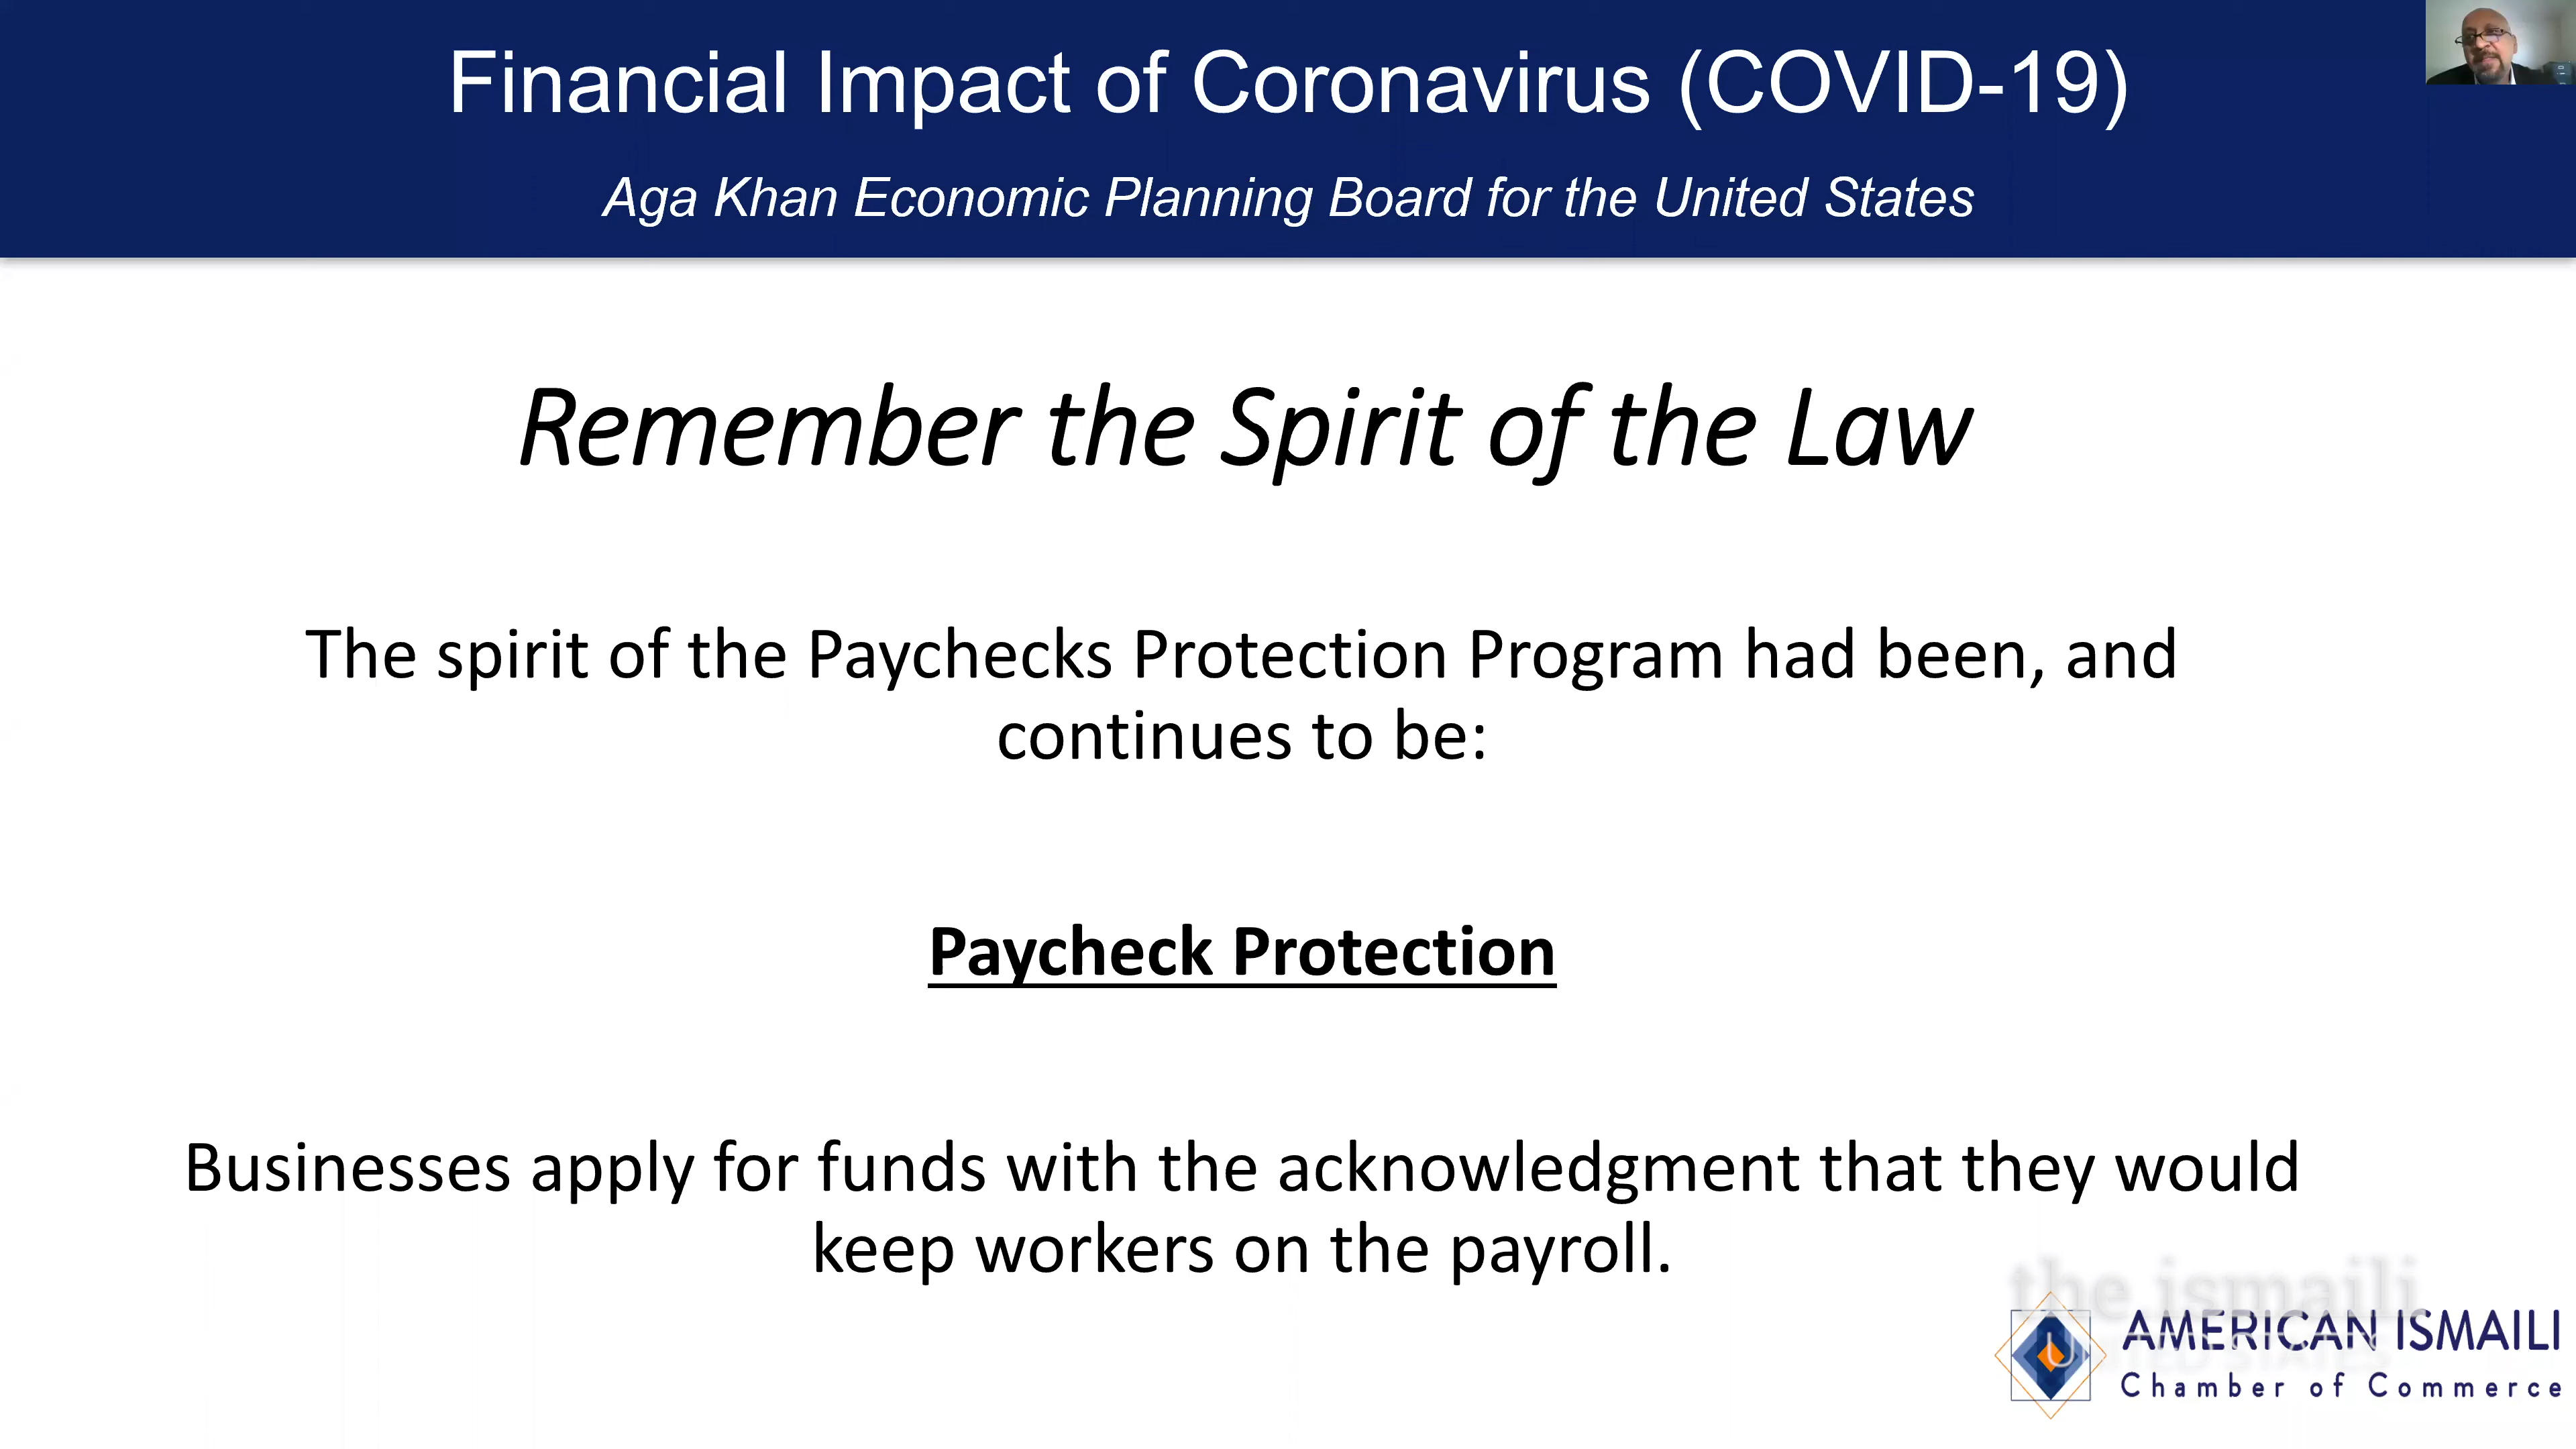 Financial Impact of Coronavirus (COVID-19)
Aga Khan Economic Planning Board for the United States
Remember the Spirit of the Law
The spirit of the Paychecks Protection Program had been, and
continues to be:
Paycheck Protection
Businesses apply for funds with the acknowledgment that they would
keep workers on the payroll.
the ismaili
AMERICAN ISMAILI
Chamber of Commerce